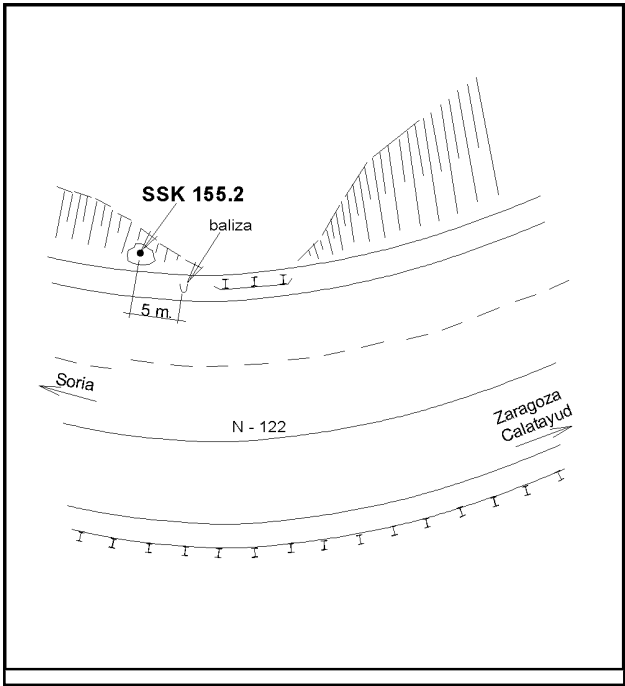 SSK 155.2
baliza
5 m.
Soria
N - 122
Zaragoza
Calatayud